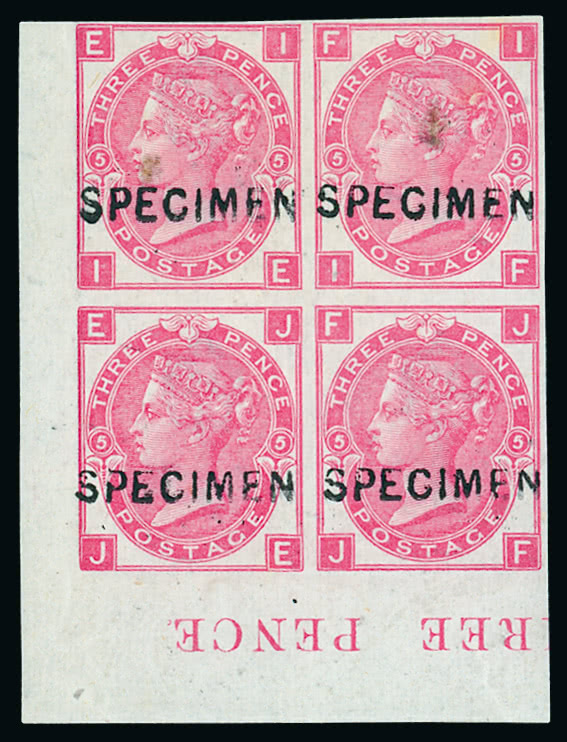 E I F I
THREE PENCE THREE PENCE
5 5 5 5
SPECIMEN SPECIMEN
POSTAGE POSTAGE
I E I F
E J F J
THREE PENCE THREE PENCE
5 5 5 5
SPECIMEN SPECIMEN
POSTAGE POSTAGE
J E J F
REE PENCE.